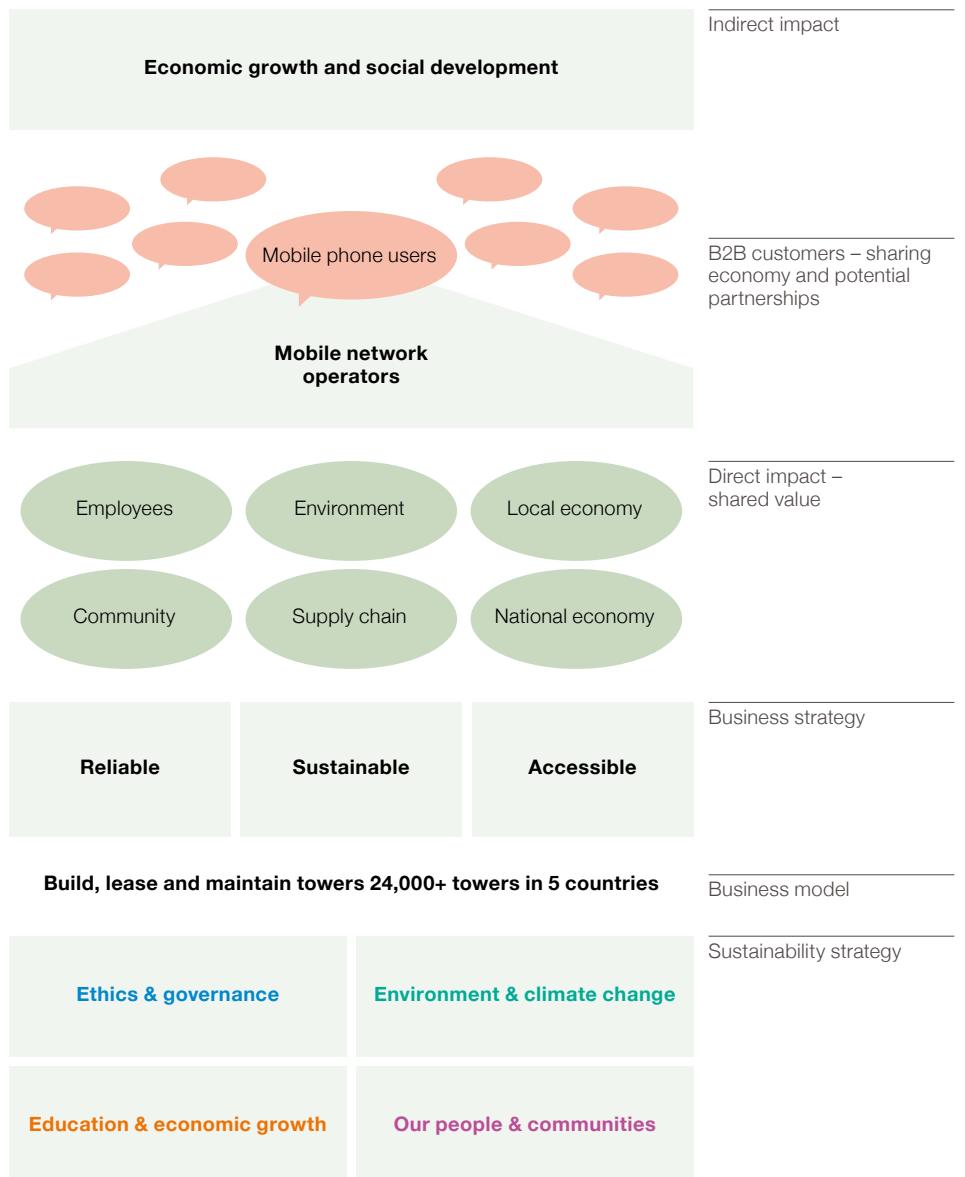 Indirect impact
Economic growth and social development
Mobile phone users
B2B customers – sharing
economy and potential
partnerships
Mobile network
operators
Direct impact –
shared value
Employees
Environment
Local economy
Community
Supply chain
National economy
Business strategy
Reliable
Sustainable
Accessible
Build, lease and maintain towers 24,000+ towers in 5 countries
Business model
Sustainability strategy
Ethics & governance
Environment & climate change
Education & economic growth
Our people & communities